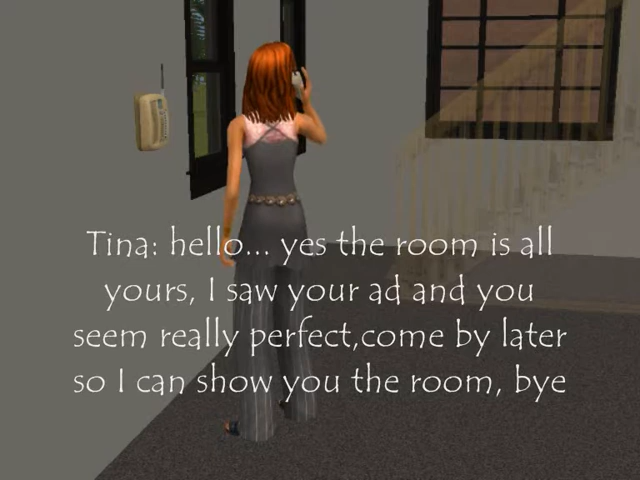 Tina: hello... yes the room is all
yours, I saw your ad and you
seem really perfect,come by later
so I can show you the room, bye